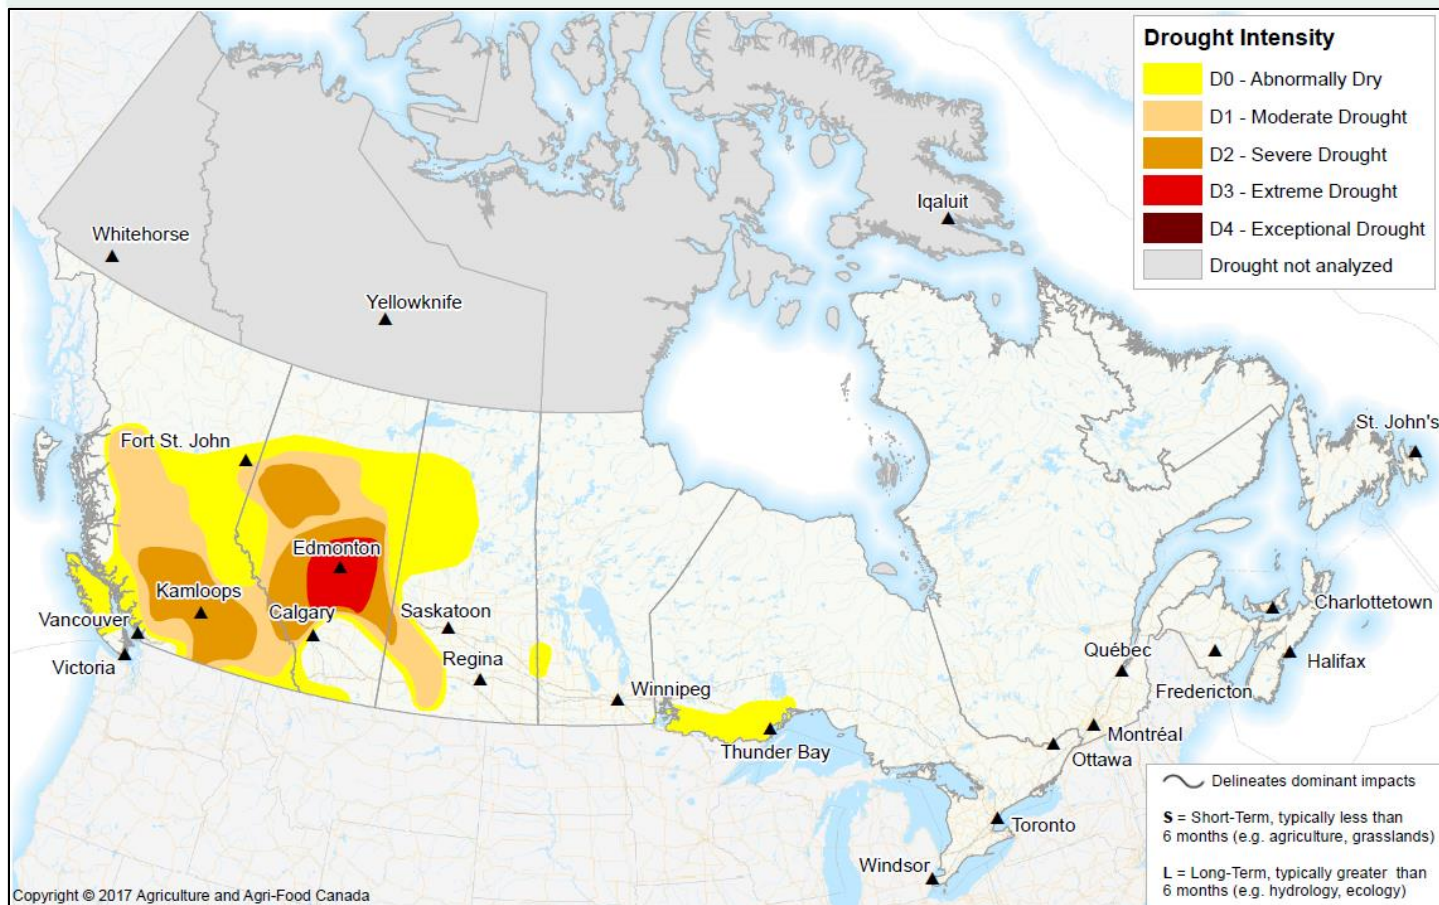 Drought Intensity
D0 - Abnormally Dry
D1 - Moderate Drought
D2 - Severe Drought
D3 - Extreme Drought
D4 - Exceptional Drought
Drought not analyzed
Iqaluit
Whitehorse
Yellowknife
St. John's
Fort St. John
Edmonton
Kamloops
Calgary
Saskatoon
Vancouver
Charlottetown
Victoria
Regina
Québec
Halifax
Winnipeg
Fredericton
Thunder Bay
Montréal
Ottawa
Toronto
Windsor
Delineates dominant impacts
S = Short-Term, typically less than
6 months (e.g. agriculture, grasslands)
L = Long-Term, typically greater than
6 months (e.g. hydrology, ecology)
Copyright © 2017 Agriculture and Agri-Food Canada